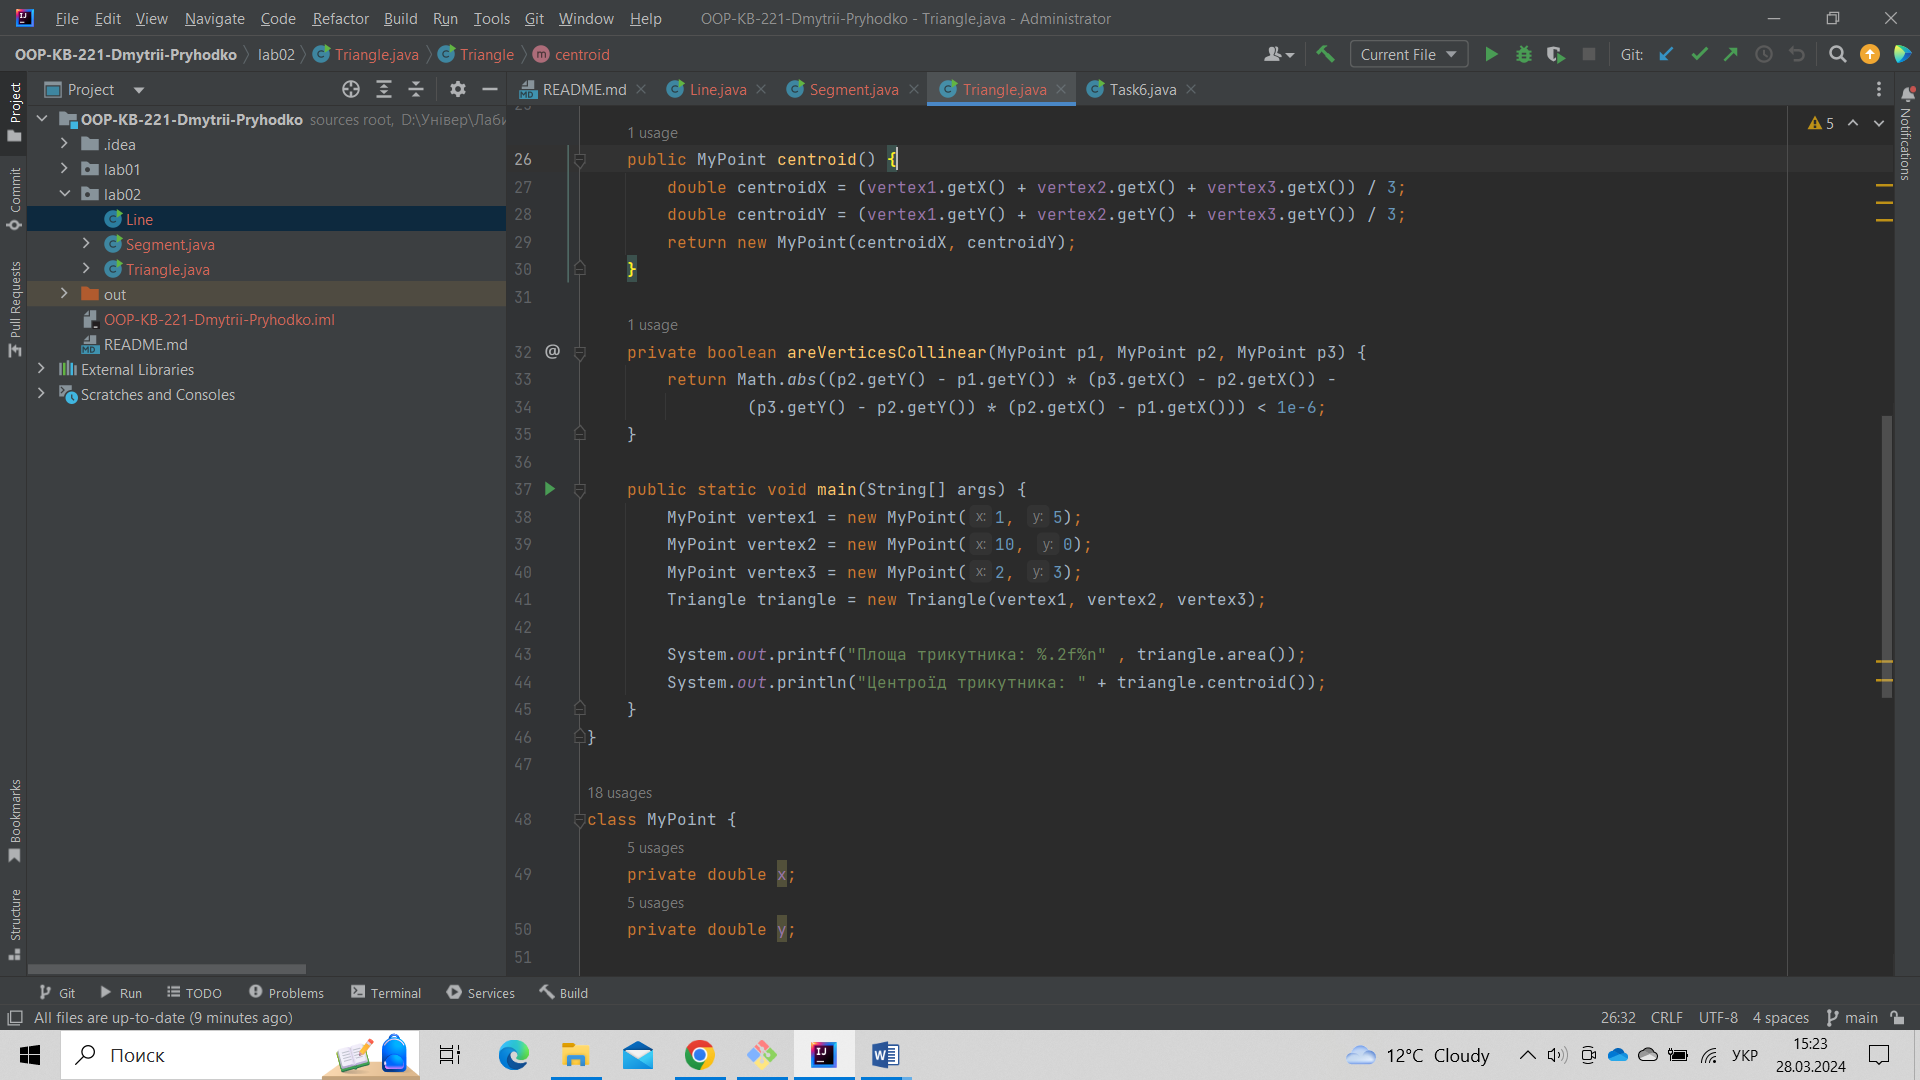 File Edit View Navigate Code Refactor Build Run Tools Git Window Help OOP-KB-221-Dmytrii-Pryhodko - Triangle.java - Administrator
OOP-KB-221-Dmytrii-Pryhodko lab02 Triangle.java Triangle centroid Current File Git:
Project
README.md Line.java Segment.java Triangle.java Task6.java
OOP-KB-221-Dmytrii-Pryhodko sources root, D:\Універ\Лаби
.idea
lab01
lab02
Line
Segment.java
Triangle.java
out
OOP-KB-221-Dmytrii-Pryhodko.iml
README.md
External Libraries
Scratches and Consoles
Project
Commit
Pull Requests
Bookmarks
Structure
Notifications
5
1 usage
26 public MyPoint centroid() {
27 double centroidX = (vertex1.getX() + vertex2.getX() + vertex3.getX()) / 3;
28 double centroidY = (vertex1.getY() + vertex2.getY() + vertex3.getY()) / 3;
29 return new MyPoint(centroidX, centroidY);
30 }
31
1 usage
32 @ private boolean areVerticesCollinear(MyPoint p1, MyPoint p2, MyPoint p3) {
33 return Math.abs((p2.getY() - p1.getY()) * (p3.getX() - p2.getX()) -
34 (p3.getY() - p2.getY()) * (p2.getX() - p1.getX())) < 1e-6;
35 }
36
37 public static void main(String[] args) {
38 MyPoint vertex1 = new MyPoint( x: 1, y: 5);
39 MyPoint vertex2 = new MyPoint( x: 10, y: 0);
40 MyPoint vertex3 = new MyPoint( x: 2, y: 3);
41 Triangle triangle = new Triangle(vertex1, vertex2, vertex3);
42
43 System.out.printf("Площа трикутника: %.2f%n" , triangle.area());
44 System.out.println("Центроїд трикутника: " + triangle.centroid());
45 }
46 }
47
18 usages
48 class MyPoint {
5 usages
49 private double x;
5 usages
50 private double y;
51
Git Run TODO Problems Terminal Services Build
All files are up-to-date (9 minutes ago) 26:32 CRLF UTF-8 4 spaces main
Поиск 12°C Cloudy УКР 15:23
28.03.2024